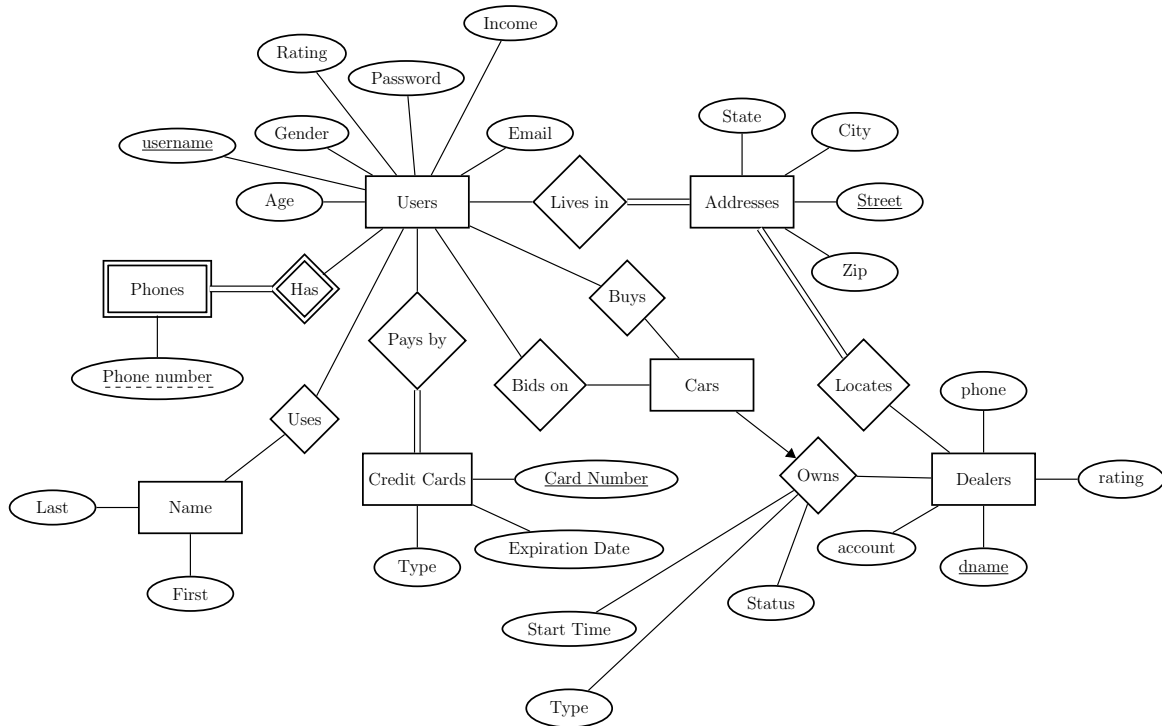 Income
Rating
Password
State
Gender
Email
City
username
Age
Users
Lives in
Addresses
Street
Zip
Phones
Has
Buys
Pays by
Phone number
Bids on
Cars
Locates
phone
Uses
Credit Cards
Card Number
Owns
Dealers
rating
Last
Name
Expiration Date
account
Type
dname
First
Status
Start Time
Type